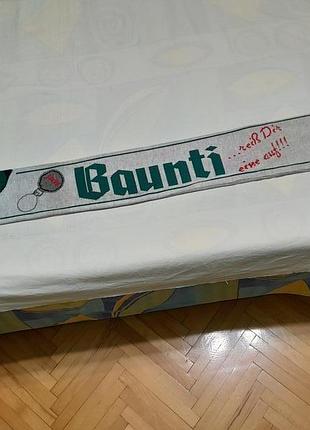 Baunti
...reiß Dir
eine auf!!!